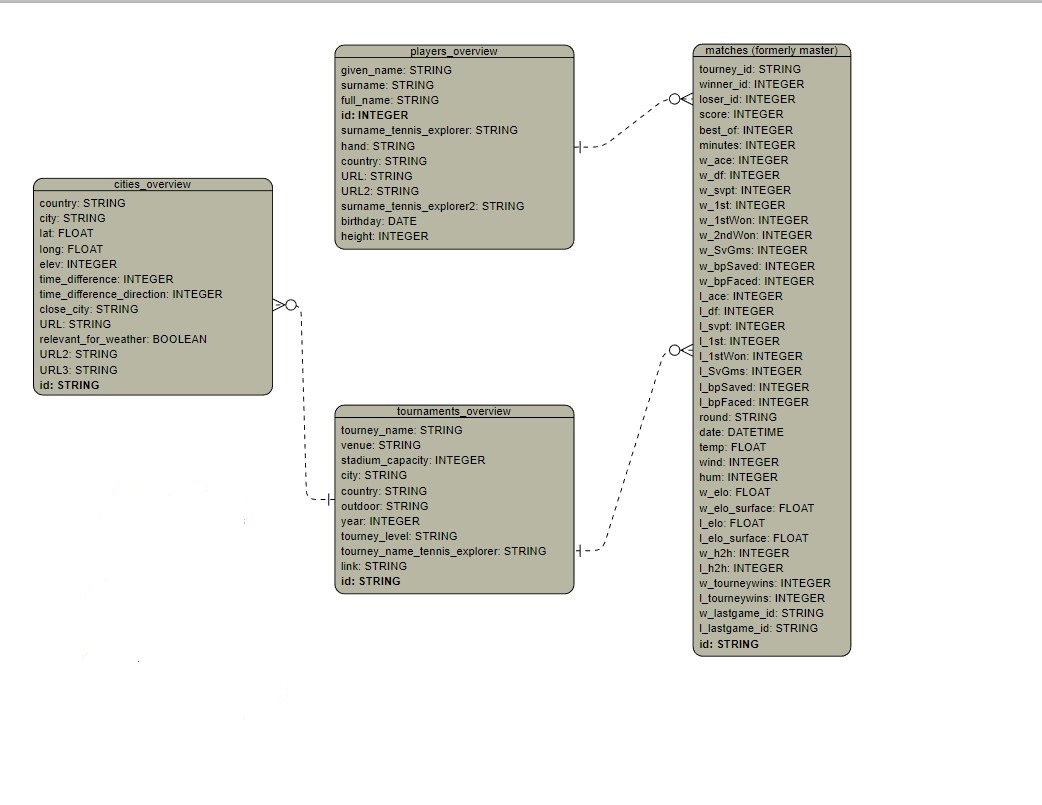 players_overview
given_name: STRING
surname: STRING
full_name: STRING
id: INTEGER
surname_tennis_explorer: STRING
hand: STRING
country: STRING
URL: STRING
URL2: STRING
surname_tennis_explorer2: STRING
birthday: DATE
height: INTEGER
matches (formerly master)
tourney_id: STRING
winner_id: INTEGER
loser_id: INTEGER
score: INTEGER
best_of: INTEGER
minutes: INTEGER
w_ace: INTEGER
w_df: INTEGER
w_svpt: INTEGER
w_1st: INTEGER
w_1stWon: INTEGER
w_2ndWon: INTEGER
w_SvGms: INTEGER
w_bpSaved: INTEGER
w_bpFaced: INTEGER
l_ace: INTEGER
l_df: INTEGER
l_svpt: INTEGER
l_1st: INTEGER
l_1stWon: INTEGER
l_SvGms: INTEGER
l_bpSaved: INTEGER
l_bpFaced: INTEGER
round: STRING
date: DATETIME
temp: FLOAT
wind: INTEGER
hum: INTEGER
w_elo: FLOAT
w_elo_surface: FLOAT
l_elo: FLOAT
l_elo_surface: FLOAT
w_h2h: INTEGER
l_h2h: INTEGER
w_tourneywins: INTEGER
l_tourneywins: INTEGER
w_lastgame_id: STRING
l_lastgame_id: STRING
id: STRING
cities_overview
country: STRING
city: STRING
lat: FLOAT
long: FLOAT
elev: INTEGER
time_difference: INTEGER
time_difference_direction: INTEGER
close_city: STRING
URL: STRING
relevant_for_weather: BOOLEAN
URL2: STRING
URL3: STRING
id: STRING
tournaments_overview
tourney_name: STRING
venue: STRING
stadium_capacity: INTEGER
city: STRING
country: STRING
outdoor: STRING
year: INTEGER
tourney_level: STRING
tourney_name_tennis_explorer: STRING
link: STRING
id: STRING